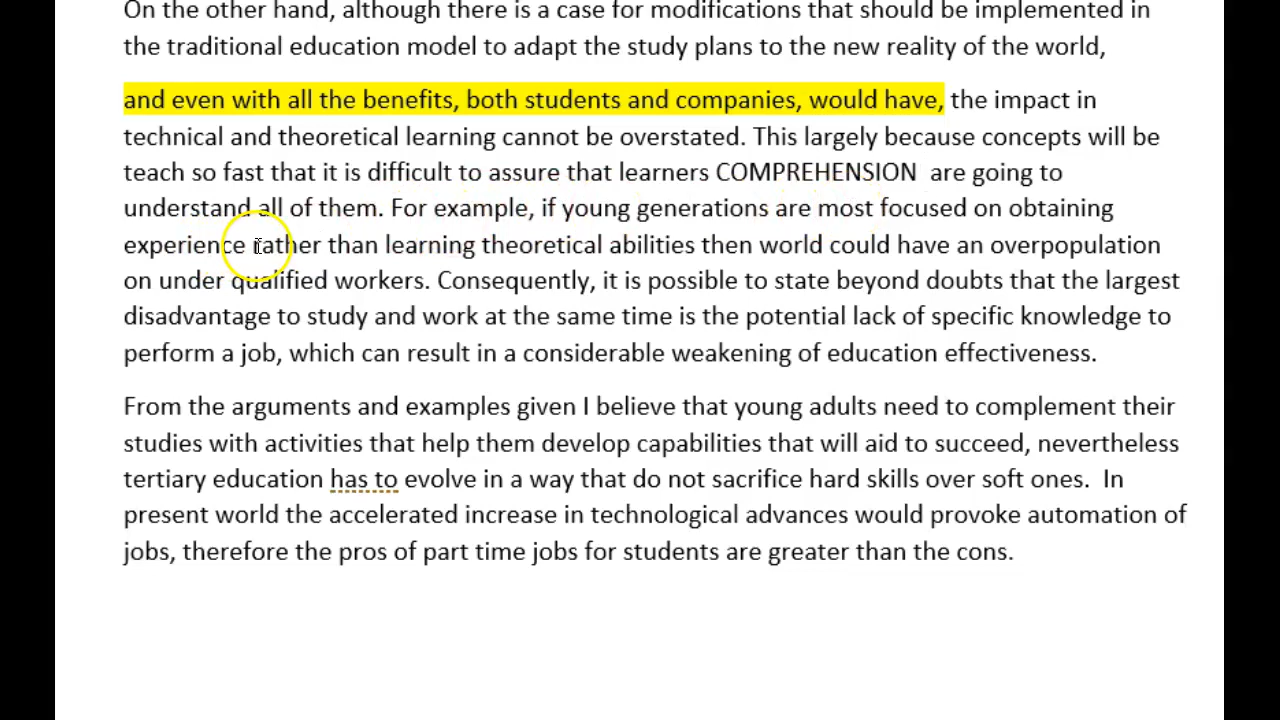 On the other hand, although there is a case for modifications that should be implemented in
the traditional education model to adapt the study plans to the new reality of the world,
and even with all the benefits, both students and companies, would have, the impact in
technical and theoretical learning cannot be overstated. This largely because concepts will be
teach so fast that it is difficult to assure that learners COMPREHENSION  are going to
understand all of them. For example, if young generations are most focused on obtaining
experience rather than learning theoretical abilities then world could have an overpopulation
on under qualified workers. Consequently, it is possible to state beyond doubts that the largest
disadvantage to study and work at the same time is the potential lack of specific knowledge to
perform a job, which can result in a considerable weakening of education effectiveness.
From the arguments and examples given I believe that young adults need to complement their
studies with activities that help them develop capabilities that will aid to succeed, nevertheless
tertiary education has to evolve in a way that do not sacrifice hard skills over soft ones.  In
present world the accelerated increase in technological advances would provoke automation of
jobs, therefore the pros of part time jobs for students are greater than the cons.